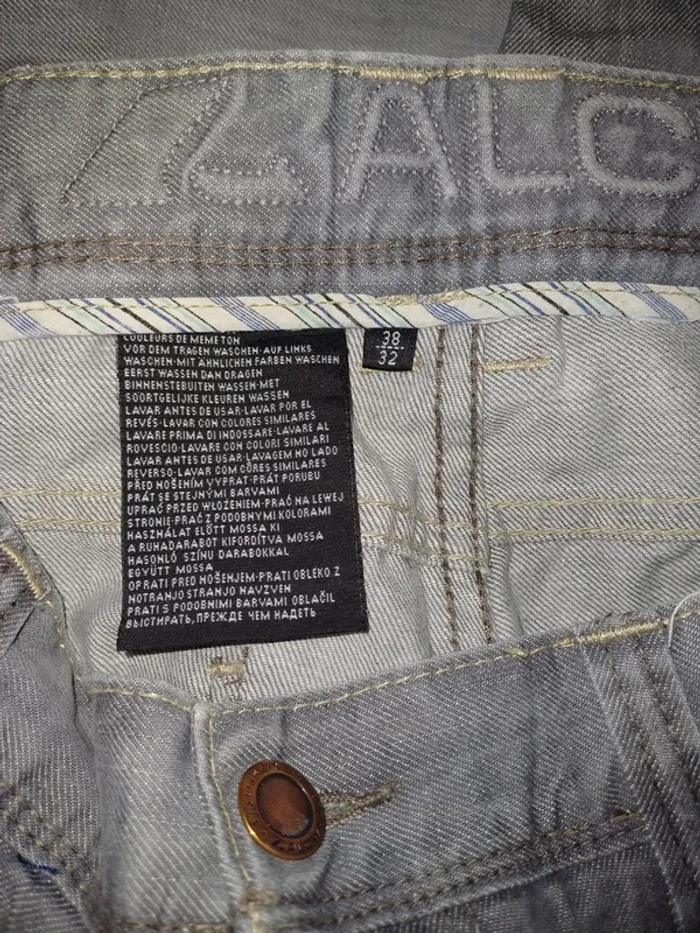 ALC
38
32
COULEURS DE MEME TON
VOR DEM TRAGEN WASCHEN·AUF LINKS
WASCHEN·MIT ÄHNLICHEN FARBEN WASCHEN
EERST WASSEN DAN DRAGEN
BINNENSTEBUITEN WASSEN·MET
SOORTGELIJKE KLEUREN WASSEN
LAVAR ANTES DE USAR·LAVAR POR EL
REVÉS·LAVAR CON COLORES SIMILARES
LAVARE PRIMA DI INDOSSARE·LAVARE AL
ROVESCIO·LAVARE CON COLORI SIMILARI
LAVAR ANTES DE USAR·LAVAGEM NO LADO
REVERSO·LAVAR COM CÔRES SIMILARES
PŘED NOŠENÍM VYPRAT·PRÁT PORUBU
PRÁT SE STEJNÝMI BARVAMI
UPRAĆ PRZED WŁOŻENIEM·PRAĆ NA LEWEJ
STRONIE·PRAĆ Z PODOBNYMI KOLORAMI
HASZNÁLAT ELŐTT MOSSA KI
A RUHADARABOT KIFORDÍTVA MOSSA
HASONLÓ SZÍNU DARABOKKAL
EGYÜTT MOSSA
OPRATI PRED NOŠENJEM·PRATI OBLEKO Z
NOTRANJO STRANJO NAVZVEN
PRATI S PODOBNIMI BARVAMI OBLAČIL
ВЫСТИРАТЬ, ПРЕЖДЕ ЧЕМ НАДЕТЬ